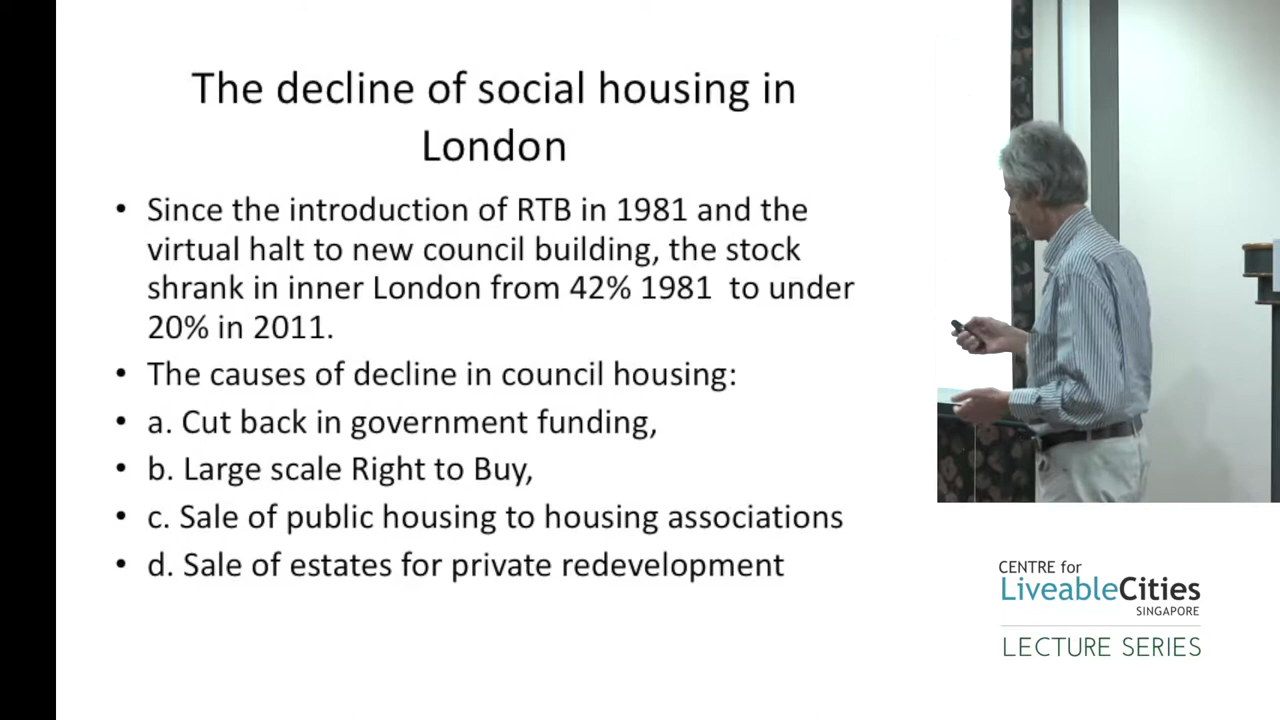 The decline of social housing in
London
• Since the introduction of RTB in 1981 and the
virtual halt to new council building, the stock
shrank in inner London from 42% 1981 to under
20% in 2011.
• The causes of decline in council housing:
• a. Cut back in government funding,
• b. Large scale Right to Buy,
• c. Sale of public housing to housing associations
• d. Sale of estates for private redevelopment
CENTRE for
LiveableCities
SINGAPORE
LECTURE SERIES